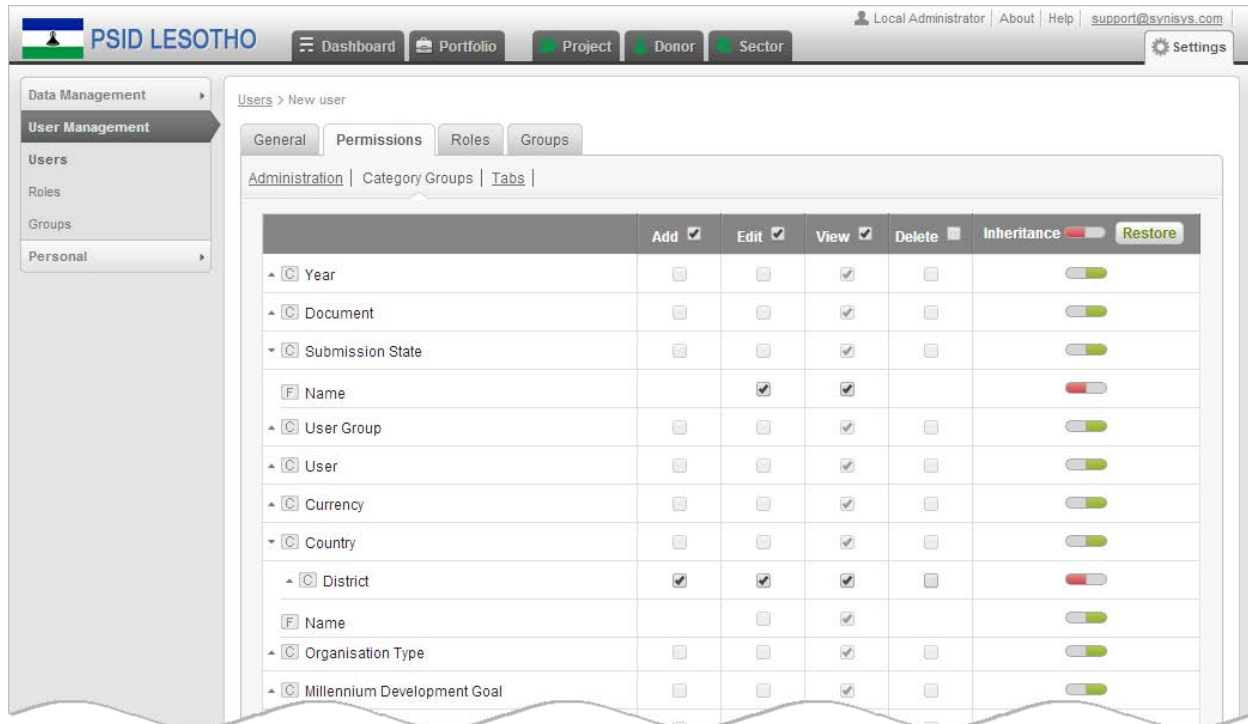 Local Administrator | About | Help | support@synisys.com
PSID LESOTHO
Dashboard
Portfolio
Project
Donor
Sector
Settings
Data Management
User Management
Users
Roles
Groups
Personal
Users > New user
General
Permissions
Roles
Groups
Administration | Category Groups | Tabs |
Add Edit View Delete Inheritance Restore
C Year
C Document
C Submission State
F Name
C User Group
C User
C Currency
C Country
C District
F Name
C Organisation Type
C Millennium Development Goal